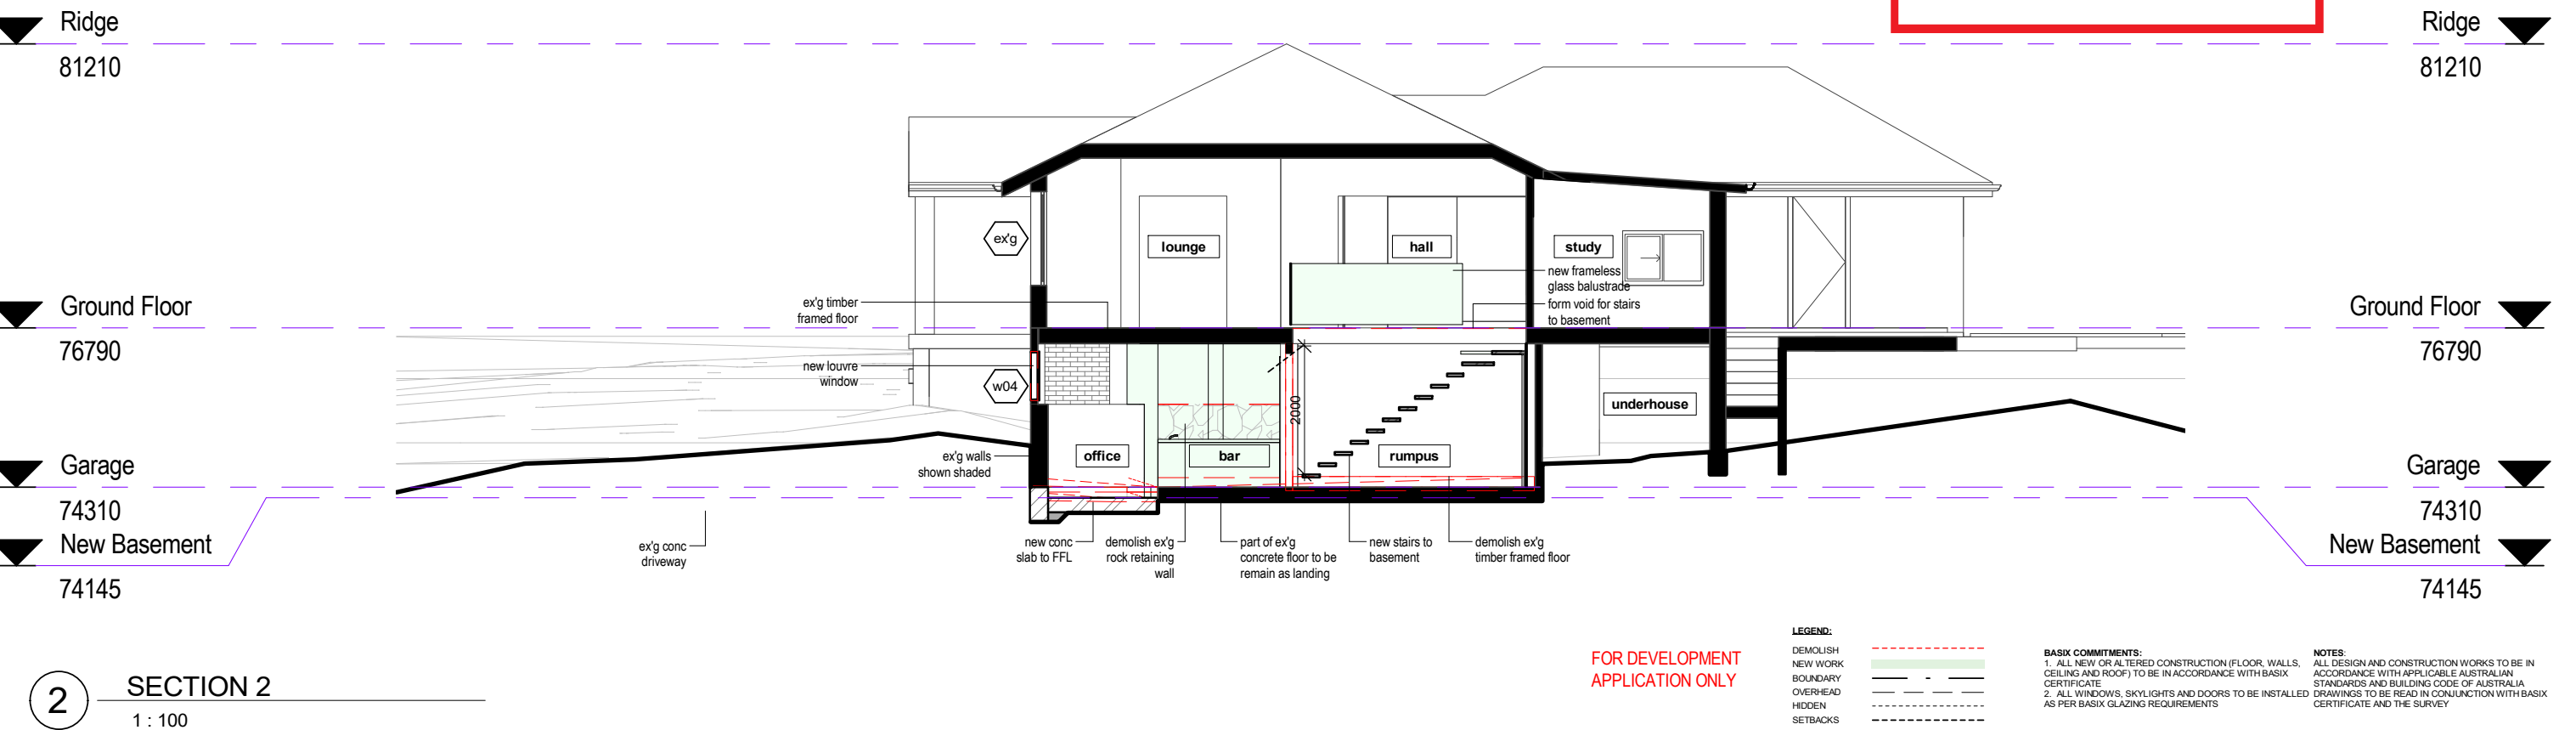 Ridge
81210
Ridge
81210
ex'g
lounge
hall
study
new frameless
glass balustrade
ex'g timber
framed floor
form void for stairs
to basement
Ground Floor
76790
Ground Floor
76790
new louvre
window
w04
2000
underhouse
ex'g walls
shown shaded
office
bar
rumpus
Garage
74310
Garage
74310
New Basement
74145
New Basement
74145
ex'g conc
driveway
new conc
slab to FFL
demolish ex'g
rock retaining
wall
part of ex'g
concrete floor to be
remain as landing
new stairs to
basement
demolish ex'g
timber framed floor
2
SECTION 2
1 : 100
FOR DEVELOPMENT
APPLICATION ONLY
LEGEND:
DEMOLISH
NEW WORK
BOUNDARY
OVERHEAD
HIDDEN
SETBACKS
BASIX COMMITMENTS:
1. ALL NEW OR ALTERED CONSTRUCTION (FLOOR, WALLS,
CEILING AND ROOF) TO BE IN ACCORDANCE WITH BASIX
CERTIFICATE
2. ALL WINDOWS, SKYLIGHTS AND DOORS TO BE INSTALLED
AS PER BASIX GLAZING REQUIREMENTS
NOTES:
ALL DESIGN AND CONSTRUCTION WORKS TO BE IN
ACCORDANCE WITH APPLICABLE AUSTRALIAN
STANDARDS AND BUILDING CODE OF AUSTRALIA
DRAWINGS TO BE READ IN CONJUNCTION WITH BASIX
CERTIFICATE AND THE SURVEY